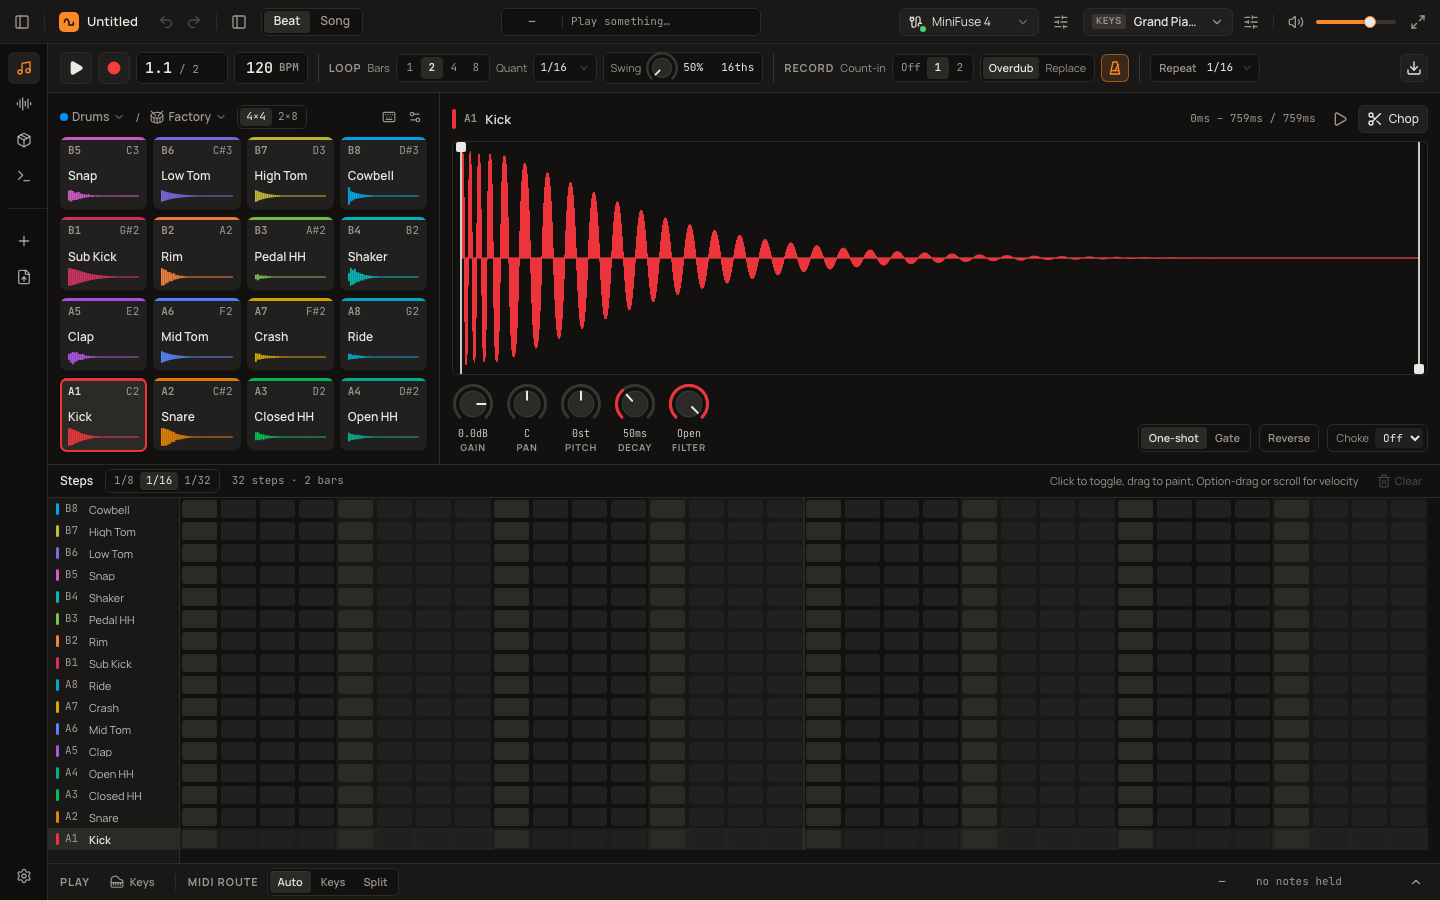 Untitled
Beat Song
– Play something...
MiniFuse 4
KEYS Grand Pia...
1.1 / 2
120 BPM
LOOP Bars 1 2 4 8 Quant 1/16
Swing 50% 16ths
RECORD Count-in Off 1 2 Overdub Replace
Repeat 1/16
Drums / Factory 4×4 2×8
B5 C3 B6 C#3 B7 D3 B8 D#3
Snap Low Tom High Tom Cowbell
B1 G#2 B2 A2 B3 A#2 B4 B2
Sub Kick Rim Pedal HH Shaker
A5 E2 A6 F2 A7 F#2 A8 G2
Clap Mid Tom Crash Ride
A1 C2 A2 C#2 A3 D2 A4 D#2
Kick Snare Closed HH Open HH
A1 Kick
0ms – 759ms / 759ms
Chop
0.0dB C 0st 50ms Open
GAIN PAN PITCH DECAY FILTER
One-shot Gate Reverse Choke Off
Steps 1/8 1/16 1/32 32 steps · 2 bars
Click to toggle, drag to paint, Option-drag or scroll for velocity
Clear
B8 Cowbell
B7 High Tom
B6 Low Tom
B5 Snap
B4 Shaker
B3 Pedal HH
B2 Rim
B1 Sub Kick
A8 Ride
A7 Crash
A6 Mid Tom
A5 Clap
A4 Open HH
A3 Closed HH
A2 Snare
A1 Kick
PLAY Keys MIDI ROUTE Auto Keys Split
– no notes held